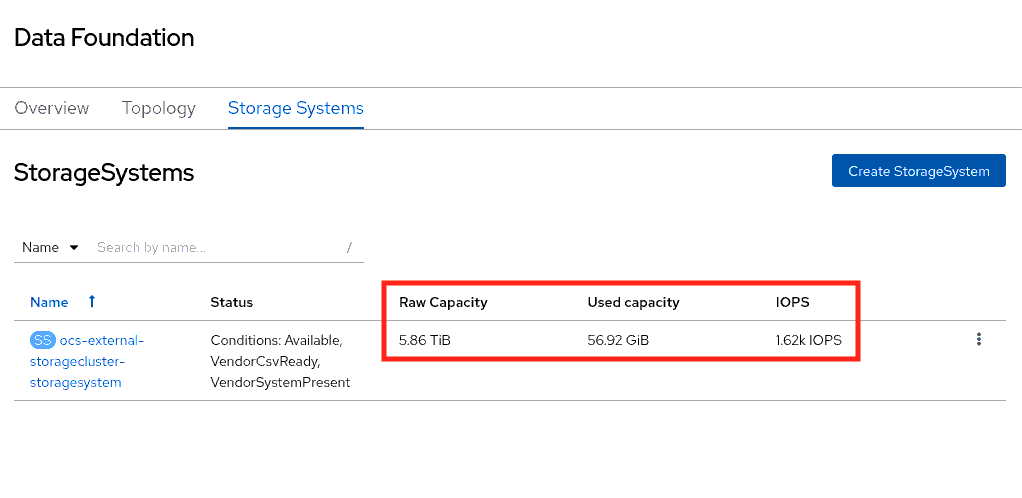 Data Foundation
Overview Topology Storage Systems
StorageSystems
Create StorageSystem
Name Search by name... /
Name Status Raw Capacity Used capacity IOPS
SS ocs-external- Conditions: Available, 5.86 TiB 56.92 GiB 1.62k IOPS
storagecluster- VendorCsvReady,
storagesystem VendorSystemPresent